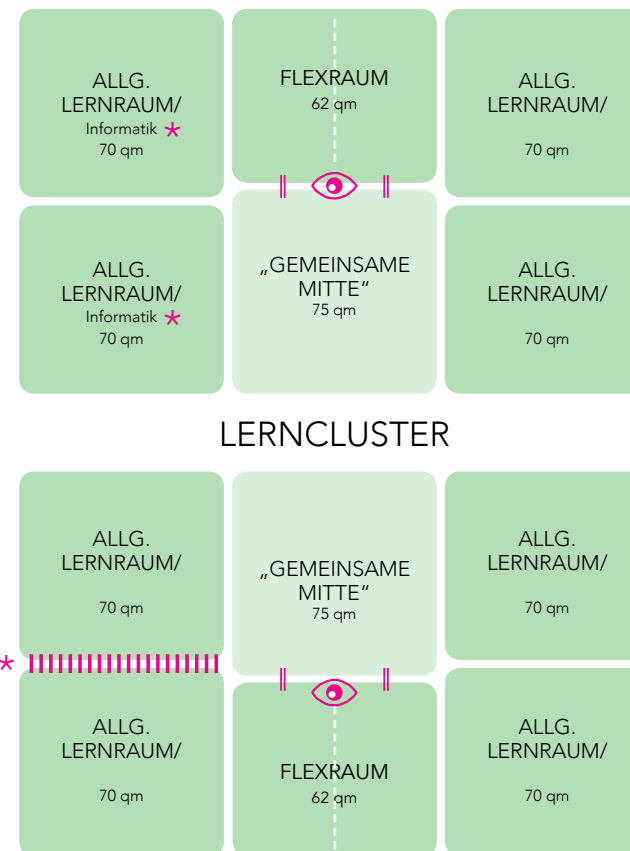 ALLG.
LERNRAUM/
Informatik *
70 qm
FLEXRAUM
62 qm
ALLG.
LERNRAUM/
70 qm
ALLG.
LERNRAUM/
Informatik *
70 qm
„GEMEINSAME
MITTE“
75 qm
ALLG.
LERNRAUM/
70 qm
LERNCLUSTER
ALLG.
LERNRAUM/
70 qm
„GEMEINSAME
MITTE“
75 qm
ALLG.
LERNRAUM/
70 qm
*
ALLG.
LERNRAUM/
70 qm
FLEXRAUM
62 qm
ALLG.
LERNRAUM/
70 qm